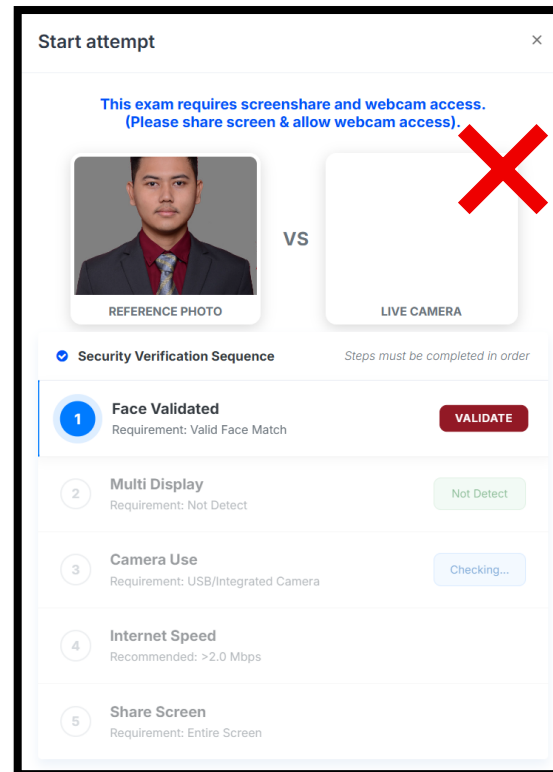 Start attempt
This exam requires screenshare and webcam access.
(Please share screen & allow webcam access).
VS
REFERENCE PHOTO
LIVE CAMERA
Security Verification Sequence
Steps must be completed in order
1
Face Validated
Requirement: Valid Face Match
VALIDATE
2
Multi Display
Requirement: Not Detect
Not Detect
3
Camera Use
Requirement: USB/Integrated Camera
Checking...
4
Internet Speed
Recommended: >2.0 Mbps
5
Share Screen
Requirement: Entire Screen